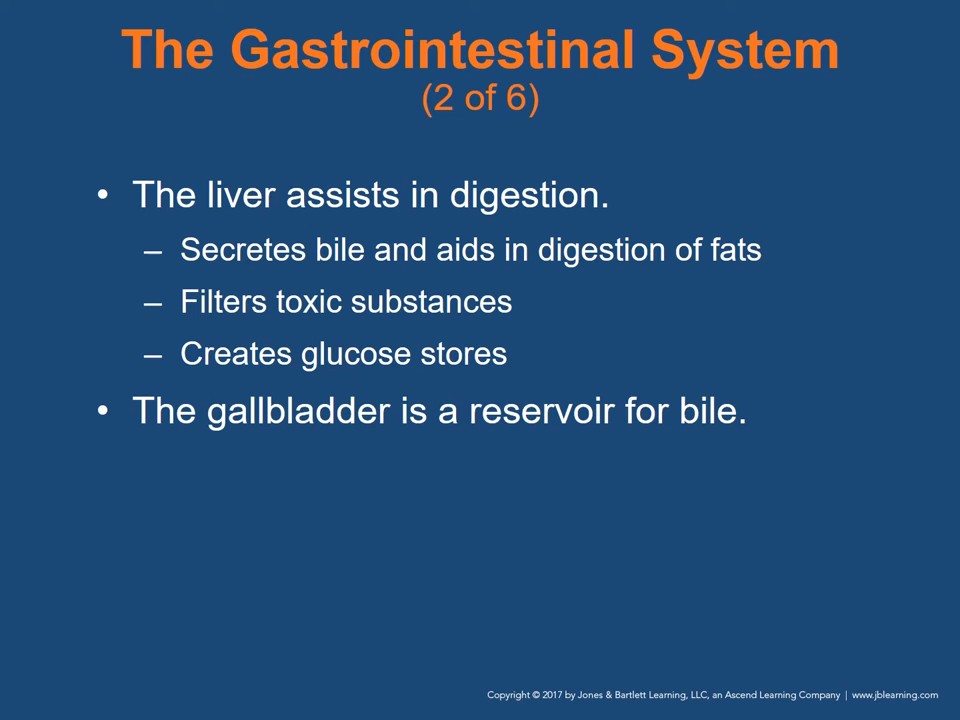 The Gastrointestinal System
(2 of 6)
• The liver assists in digestion.
– Secretes bile and aids in digestion of fats
– Filters toxic substances
– Creates glucose stores
• The gallbladder is a reservoir for bile.
Copyright © 2017 by Jones & Bartlett Learning, LLC, an Ascend Learning Company | www.jblearning.com